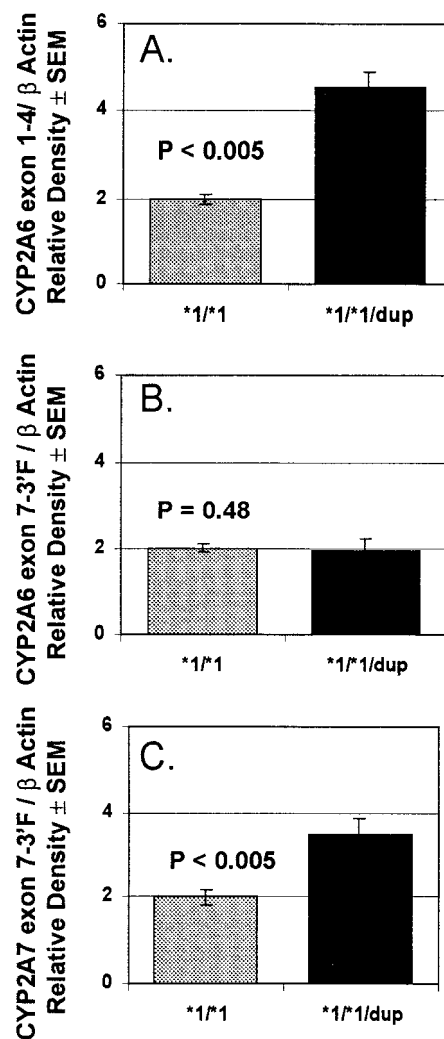 CYP2A6 exon 1-4/ β Actin
Relative Density ± SEM
6
4
2
0
A.
P < 0.005
*1/*1
*1/*1/dup
CYP2A6 exon 7-3'F / β Actin
Relative Density ± SEM
6
4
2
0
B.
P = 0.48
*1/*1
*1/*1/dup
CYP2A7 exon 7-3'F / β Actin
Relative Density ± SEM
6
4
2
0
C.
P < 0.005
*1/*1
*1/*1/dup